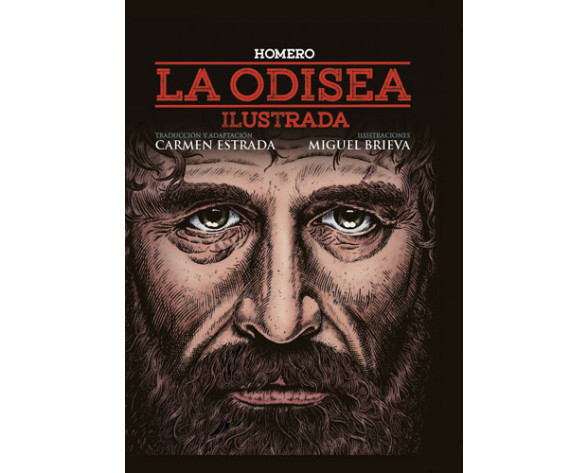 HOMERO
LA ODISEA
ILUSTRADA
TRADUCCIÓN Y ADAPTACIÓN
CARMEN ESTRADA
ILUSTRACIONES
MIGUEL BRIEVA